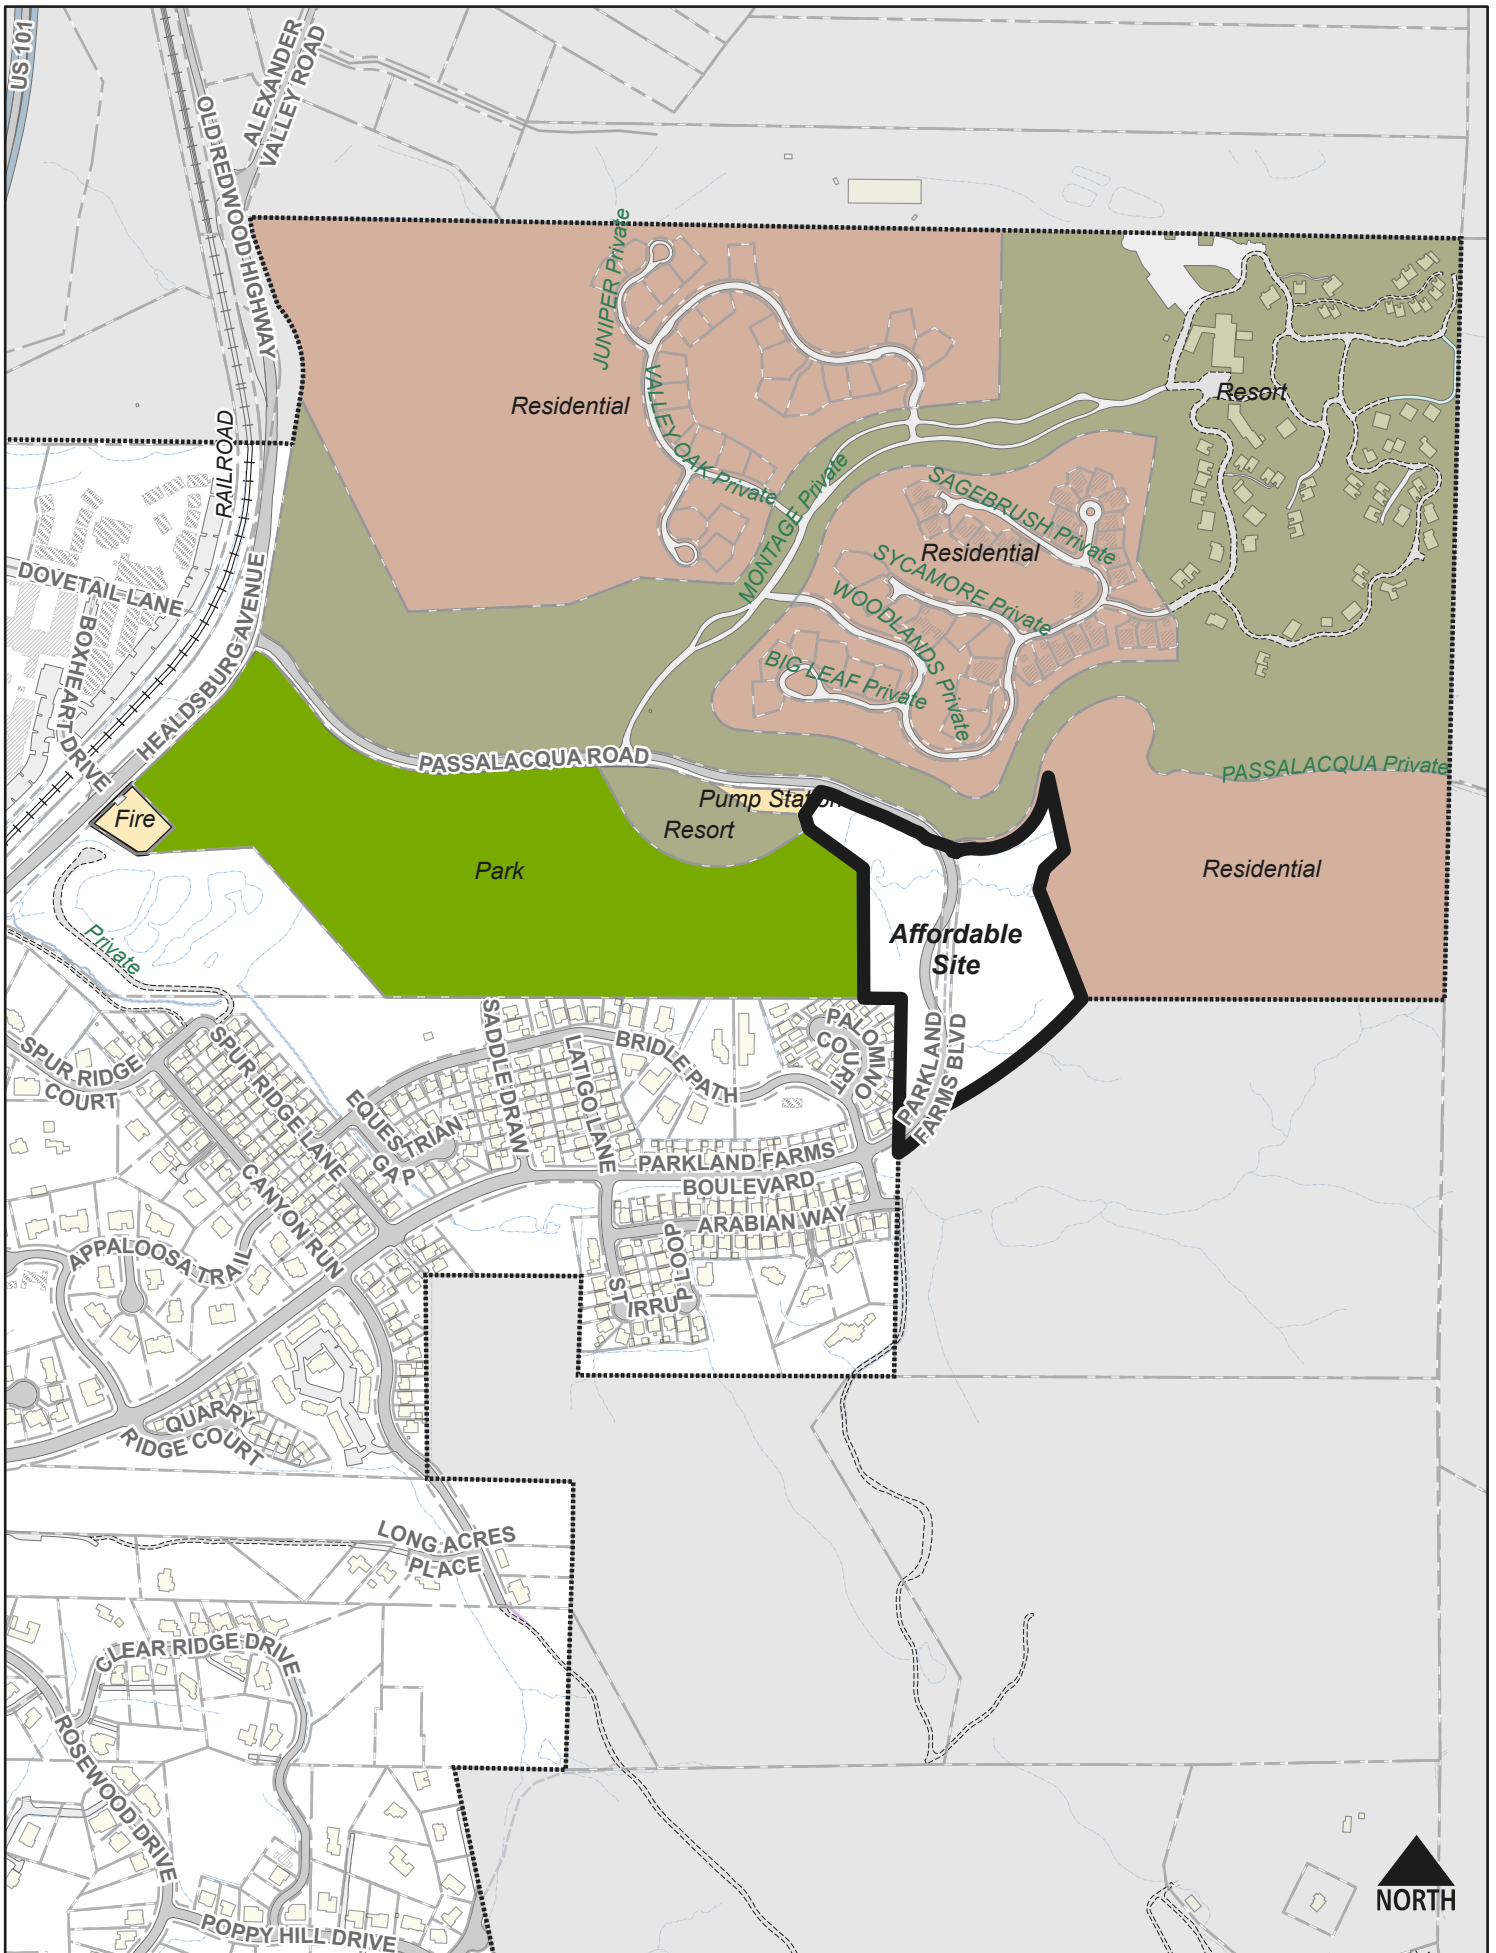 US 101
ALEXANDER
VALLEY ROAD
OLD REDWOOD HIGHWAY
JUNIPER Private
Residential
VALLEY OAK Private
Resort
RAILROAD
MONTAGE Private
SAGEBRUSH Private
Residential
SYCAMORE Private
WOODLANDS Private
BIG LEAF Private
DOVETAIL LANE
BOXHEART
DRIVE
HEALDSBURG AVENUE
PASSALACQUA ROAD
PASSALACQUA Private
Pump Station
Fire
Resort
Park
Residential
Affordable
Site
Private
SPUR RIDGE
COURT
SPUR RIDGE LANE
SADDLE DRAW
LATIGO LANE
BRIDLE PATH
PALOMINO
COURT
PARKLAND
FARMS BLVD
EQUESTRIAN
GAP
CANYON RUN
PARKLAND FARMS
BOULEVARD
ARABIAN WAY
APPALOOSA TRAIL
STIRRUP LOOP
QUARRY
RIDGE COURT
LONG ACRES
PLACE
CLEAR RIDGE DRIVE
ROSEWOOD DRIVE
POPPY HILL DRIVE
NORTH